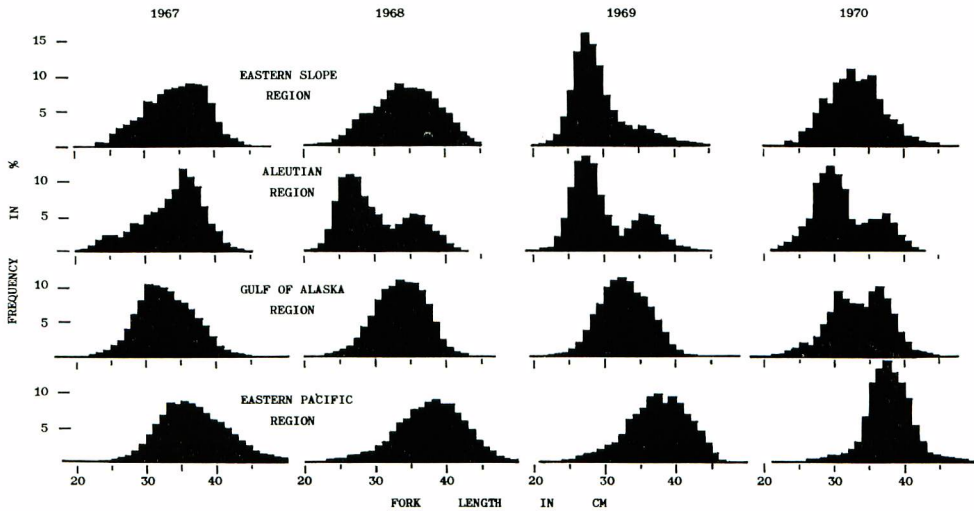 1967 1968 1969 1970
15
10
5
EASTERN SLOPE
REGION
10
5
ALEUTIAN
REGION
10
5
GULF OF ALASKA
REGION
10
5
EASTERN PACIFIC
REGION
20 30 40 20 30 40 20 30 40 20 30 40
FORK LENGTH IN CM
FREQUENCY IN %